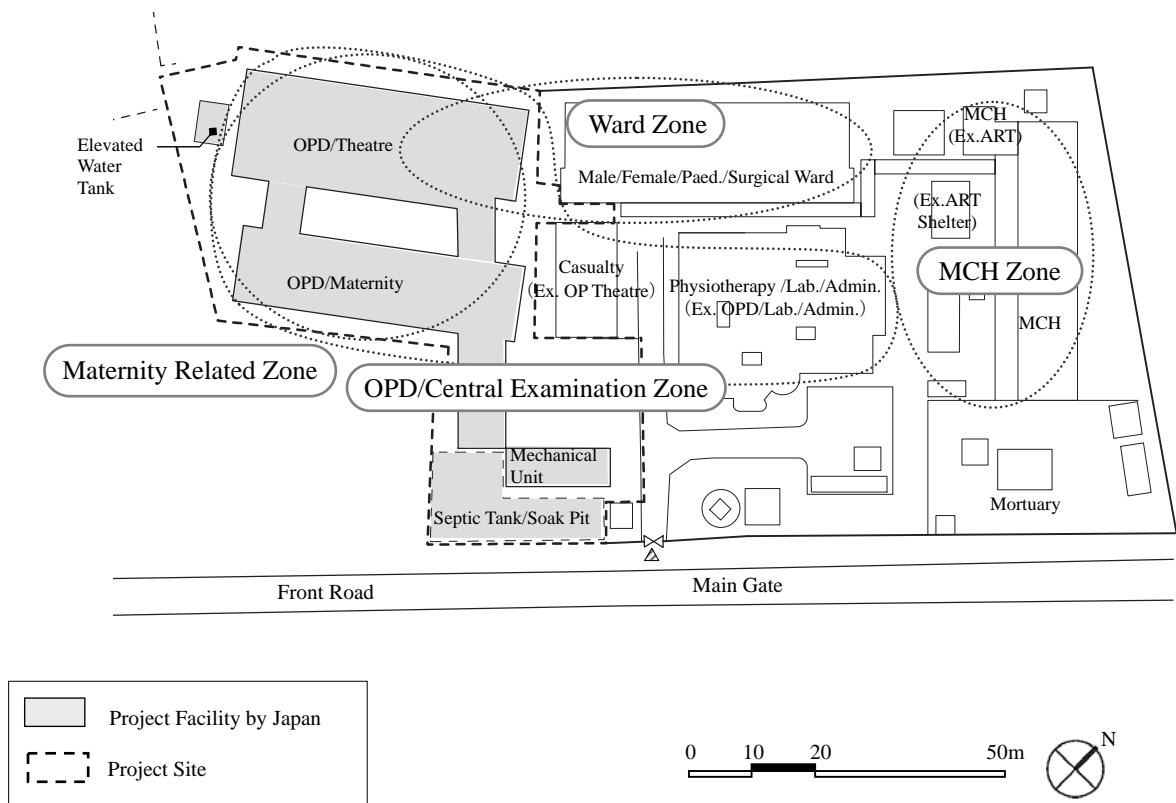 Ward Zone
MCH
(Ex.ART)
Elevated
Water
Tank
OPD/Theatre
Male/Female/Paed./Surgical Ward
(Ex.ART
Shelter)
Casualty
(Ex. OP Theatre)
Physiotherapy /Lab./Admin.
(Ex. OPD/Lab./Admin.)
MCH Zone
OPD/Maternity
MCH
Maternity Related Zone
OPD/Central Examination Zone
Mechanical
Unit
Septic Tank/Soak Pit
Mortuary
Front Road
Main Gate
Project Facility by Japan
Project Site
0 10 20 50m
N